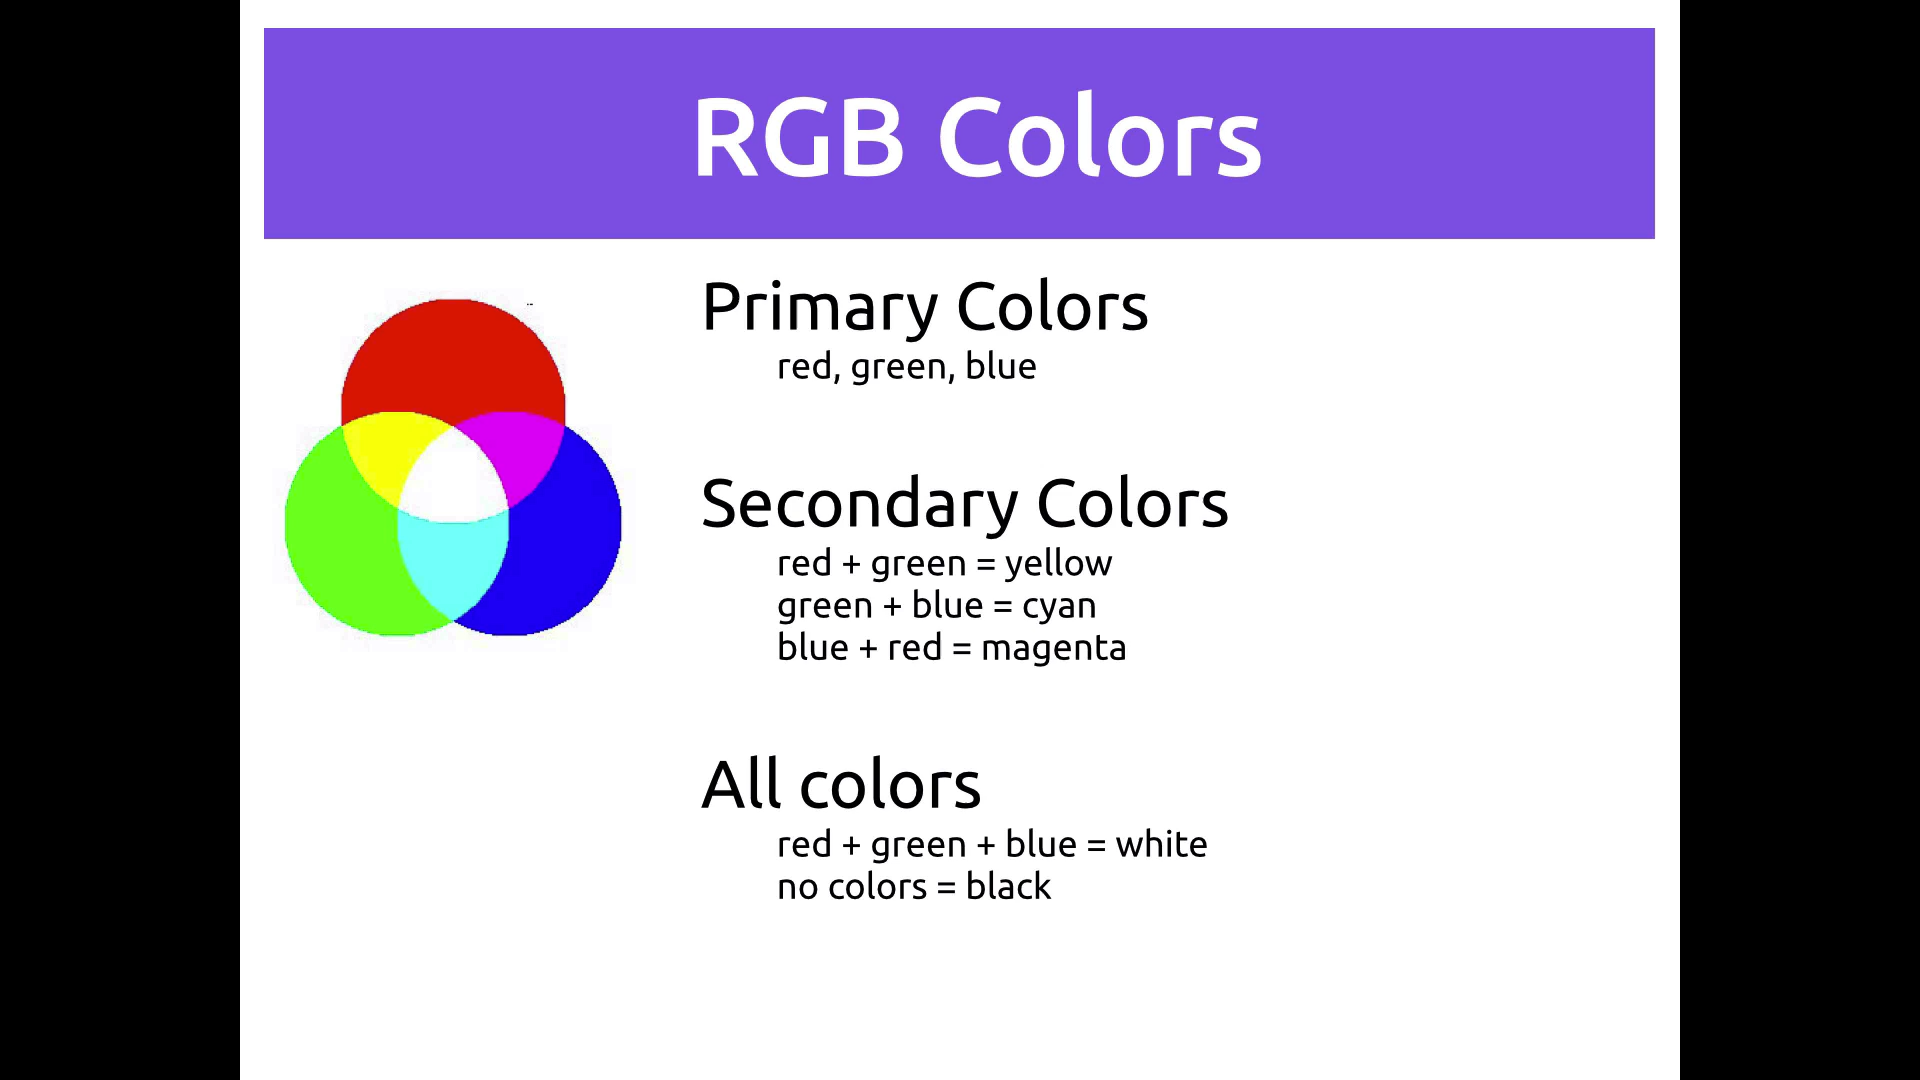 RGB Colors
Primary Colors
red, green, blue
Secondary Colors
red + green = yellow
green + blue = cyan
blue + red = magenta
All colors
red + green + blue = white
no colors = black